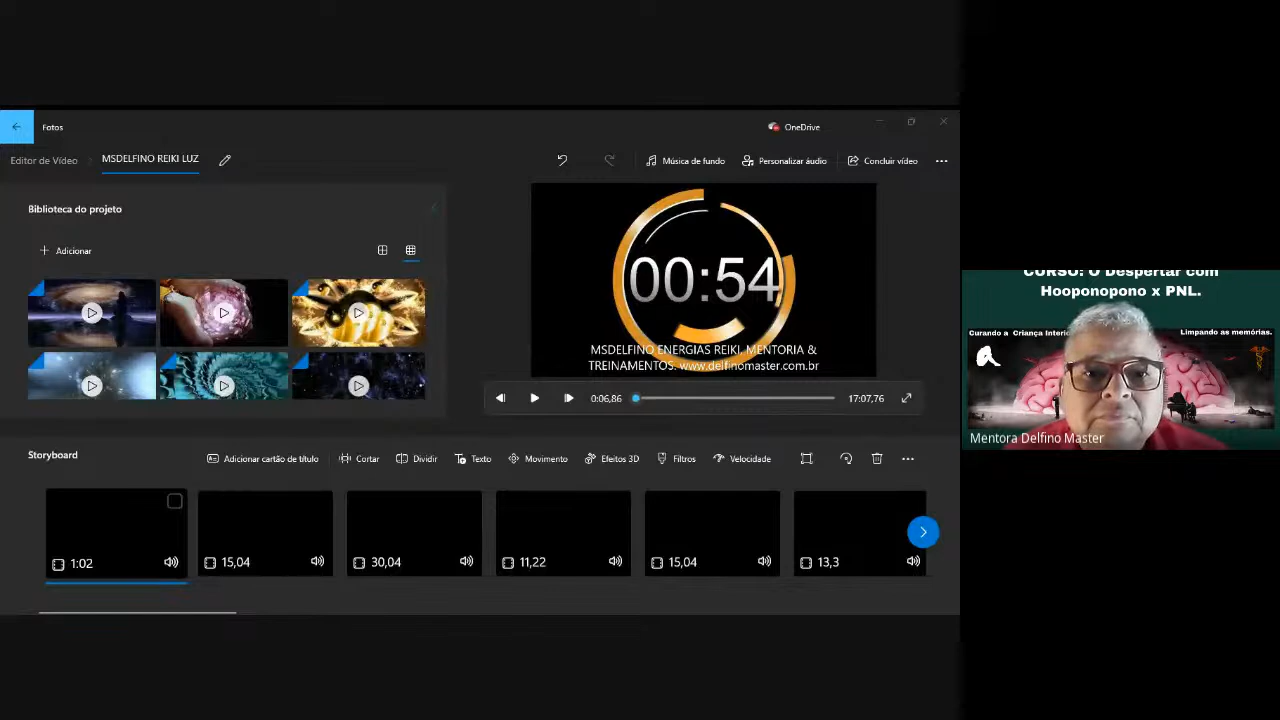 Fotos
OneDrive
Editor de Vídeo
MSDELFINO REIKI LUZ
Música de fundo
Personalizar áudio
Concluir vídeo
Biblioteca do projeto
Adicionar
00:54
MSDELFINO ENERGIAS REIKI, MENTORIA &
TREINAMENTOS. www.delfinomaster.com.br
0:06,86
17:07,76
Storyboard
Adicionar cartão de título
Cortar
Dividir
Texto
Movimento
Efeitos 3D
Filtros
Velocidade
1:02
15,04
30,04
11,22
15,04
13,3
CURSO: O Despertar com
Hooponopono x PNL.
Curando a Criança Interio
Limpando as memórias.
Mentora Delfino Master